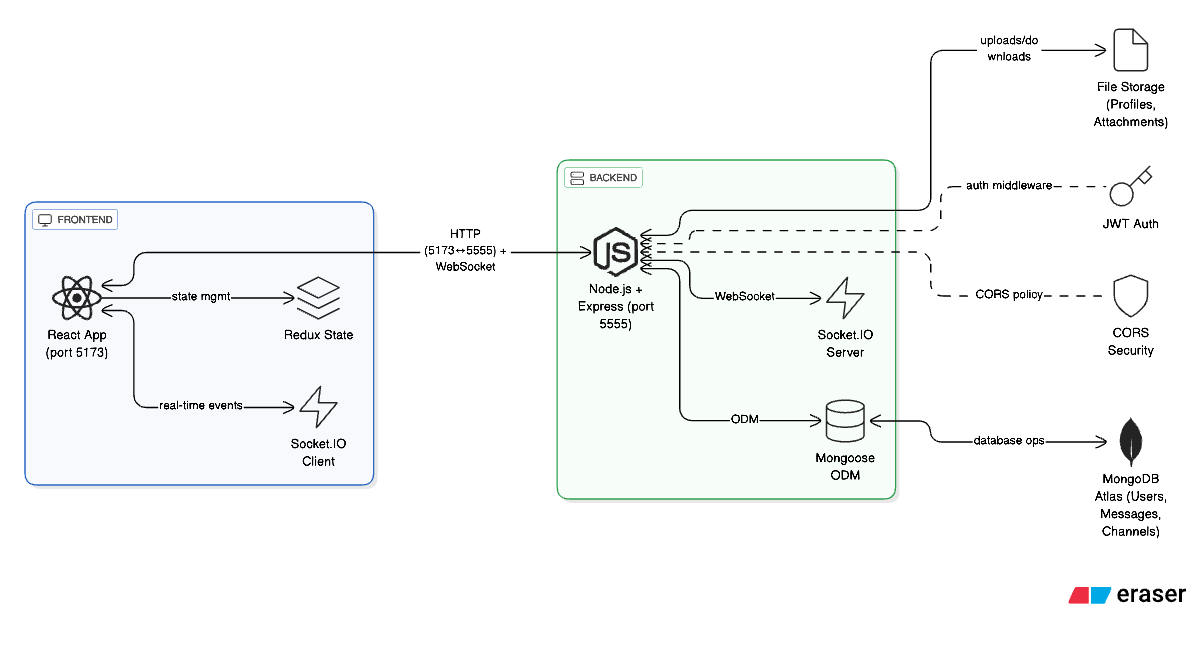 uploads/do
wnloads
File Storage
(Profiles,
Attachments)
BACKEND
auth middleware
JWT Auth
FRONTEND
HTTP
(5173↔5555) +
WebSocket
JS
Node.js +
Express (port
5555)
state mgmt
React App
(port 5173)
Redux State
WebSocket
Socket.IO
Server
CORS policy
CORS
Security
real-time events
Socket.IO
Client
ODM
Mongoose
ODM
database ops
MongoDB
Atlas (Users,
Messages,
Channels)
eraser